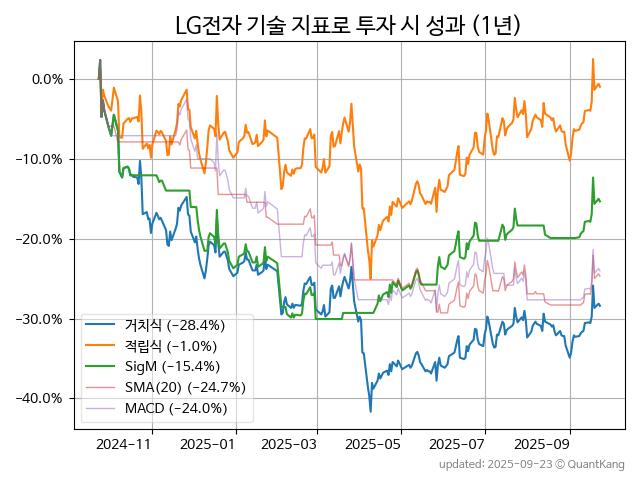 LG전자 기술 지표로 투자 시 성과 (1년)
0.0%
−10.0%
−20.0%
−30.0%
−40.0%
거치식 (−28.4%)
적립식 (−1.0%)
SigM (−15.4%)
SMA(20) (−24.7%)
MACD (−24.0%)
2024-11 2025-01 2025-03 2025-05 2025-07 2025-09
updated: 2025-09-23 © QuantKang